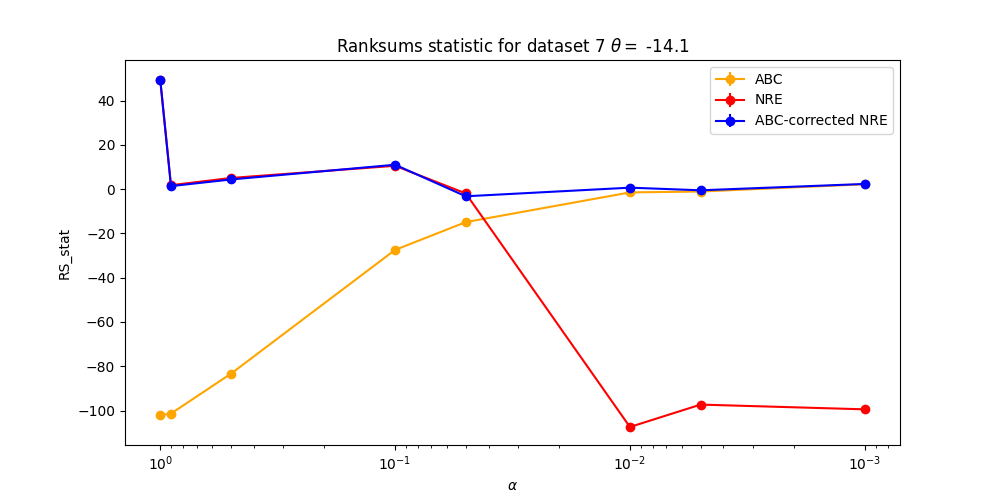 Ranksums statistic for dataset 7 θ = -14.1
ABC
NRE
ABC-corrected NRE
RS_stat
40
20
0
−20
−40
−60
−80
−100
10⁰
10⁻¹
10⁻²
10⁻³
α